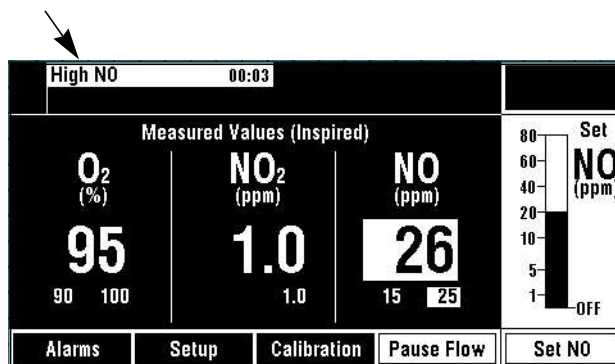 High NO 00:03
Measured Values (Inspired)
O2 (%)
NO2 (ppm)
NO (ppm)
95
1.0
26
90 100
1.0
15 25
Set
NO
(ppm)
80
60
40
20
10
5
1
OFF
Alarms Setup Calibration Pause Flow Set NO